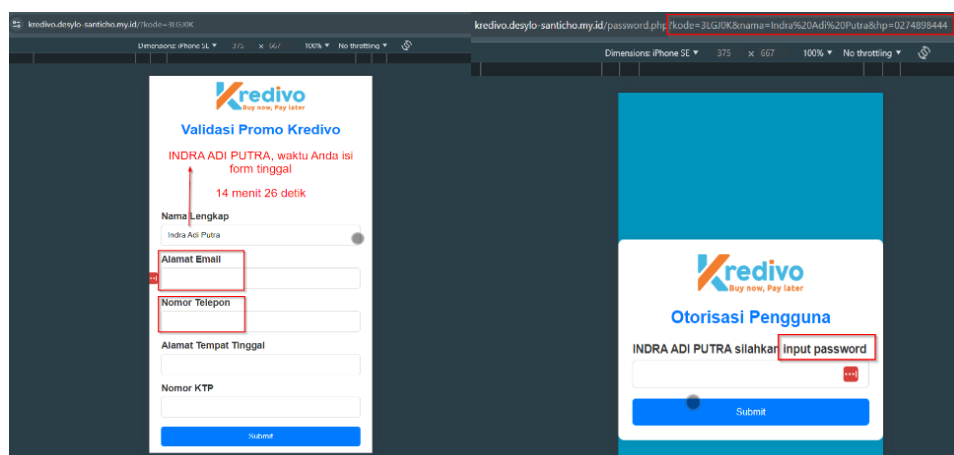 kredivo.desylo-santicho.my.id/?kode=3LGJ0K
Dimensions: iPhone SE ▼ 375 × 667 100% ▼ No throttling ▼
Kredivo
Buy now, Pay later
Validasi Promo Kredivo
INDRA ADI PUTRA, waktu Anda isi
form tinggal
14 menit 26 detik
Nama Lengkap
Indra Adi Putra
Alamat Email
Nomor Telepon
Alamat Tempat Tinggal
Nomor KTP
Submit
kredivo.desylo-santicho.my.id/password.php?kode=3LGJ0K&nama=Indra%20Adi%20Putra&hp=0274898444
Dimensions: iPhone SE ▼ 375 × 667 100% ▼ No throttling ▼
Kredivo
Buy now, Pay later
Otorisasi Pengguna
INDRA ADI PUTRA silahkan input password
Submit